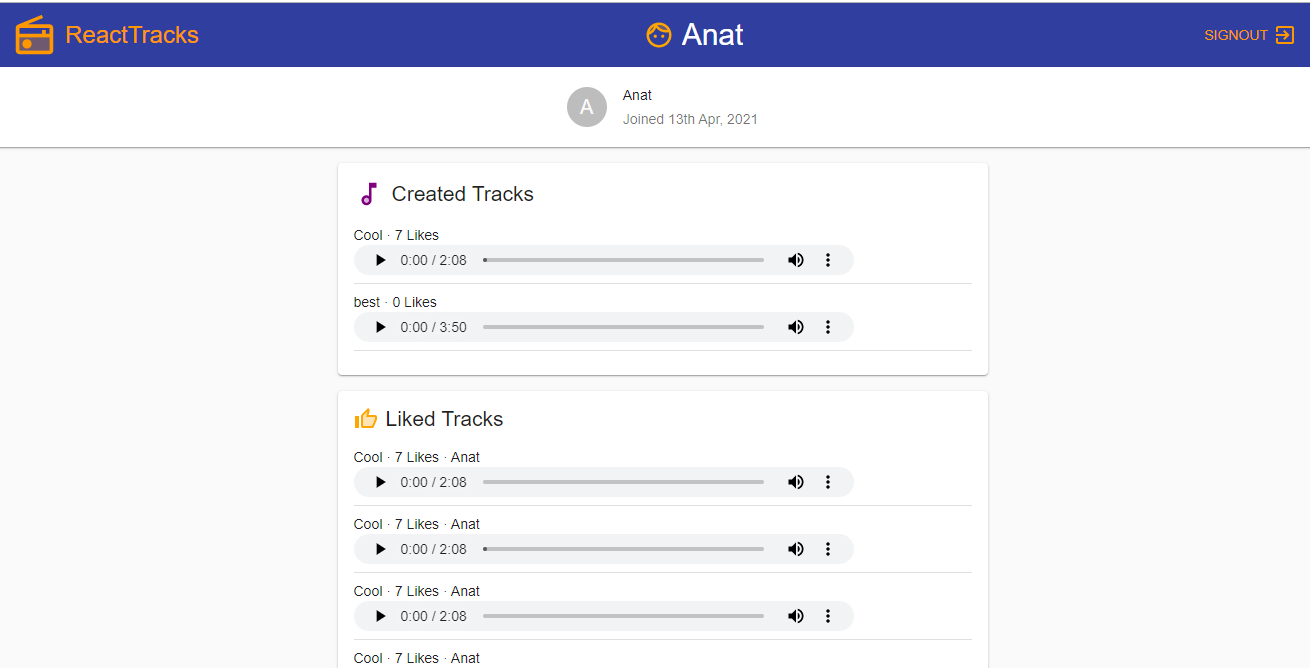 ReactTracks
Anat
SIGNOUT
A
Anat
Joined 13th Apr, 2021
Created Tracks
Cool · 7 Likes
0:00 / 2:08
best · 0 Likes
0:00 / 3:50
Liked Tracks
Cool · 7 Likes · Anat
0:00 / 2:08
Cool · 7 Likes · Anat
0:00 / 2:08
Cool · 7 Likes · Anat
0:00 / 2:08
Cool · 7 Likes · Anat